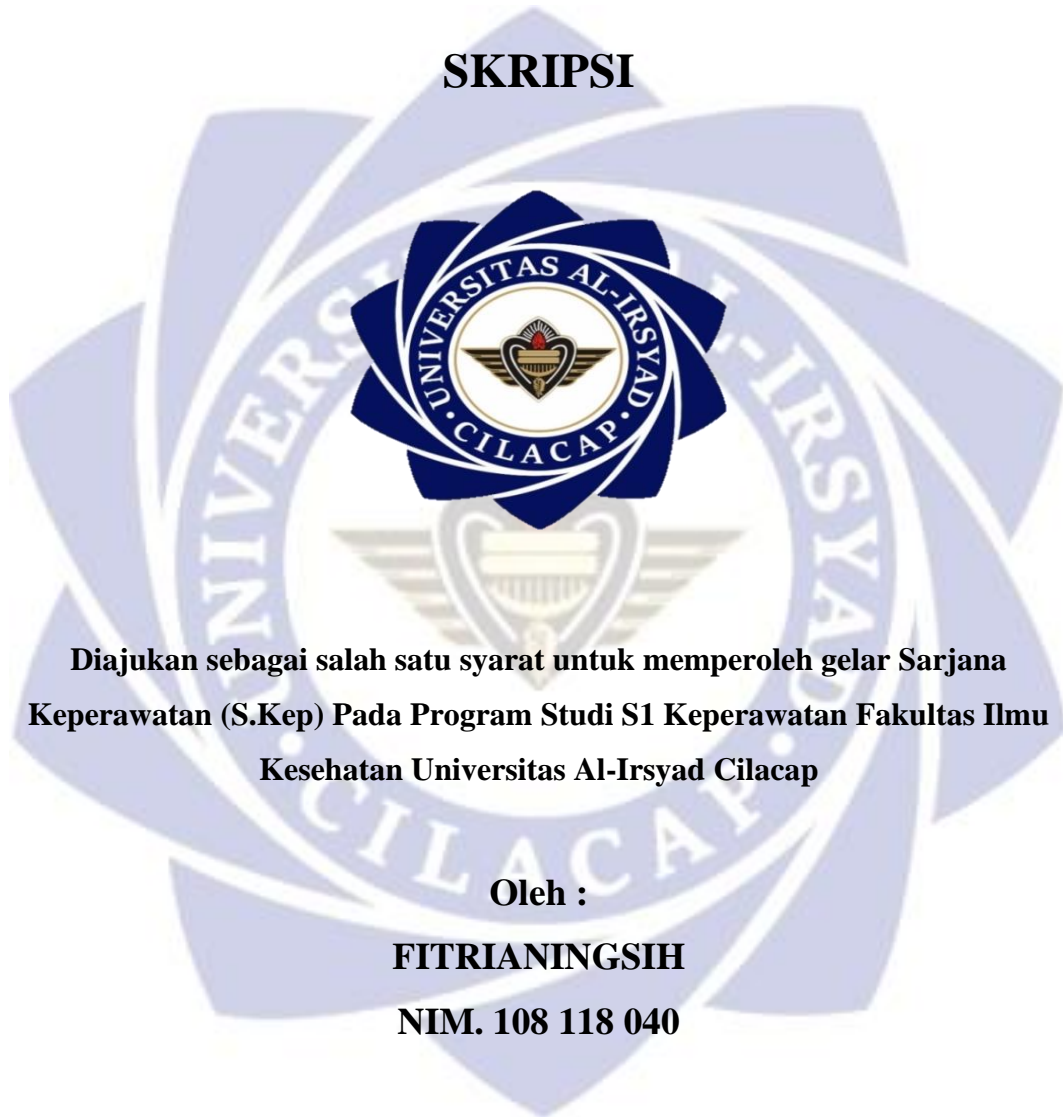 SKRIPSI
UNIVERSITAS AL-IRSYAD
CILACAP
Diajukan sebagai salah satu syarat untuk memperoleh gelar Sarjana
Keperawatan (S.Kep) Pada Program Studi S1 Keperawatan Fakultas Ilmu
Kesehatan Universitas Al-Irsyad Cilacap
Oleh :
FITRIANINGSIH
NIM. 108 118 040